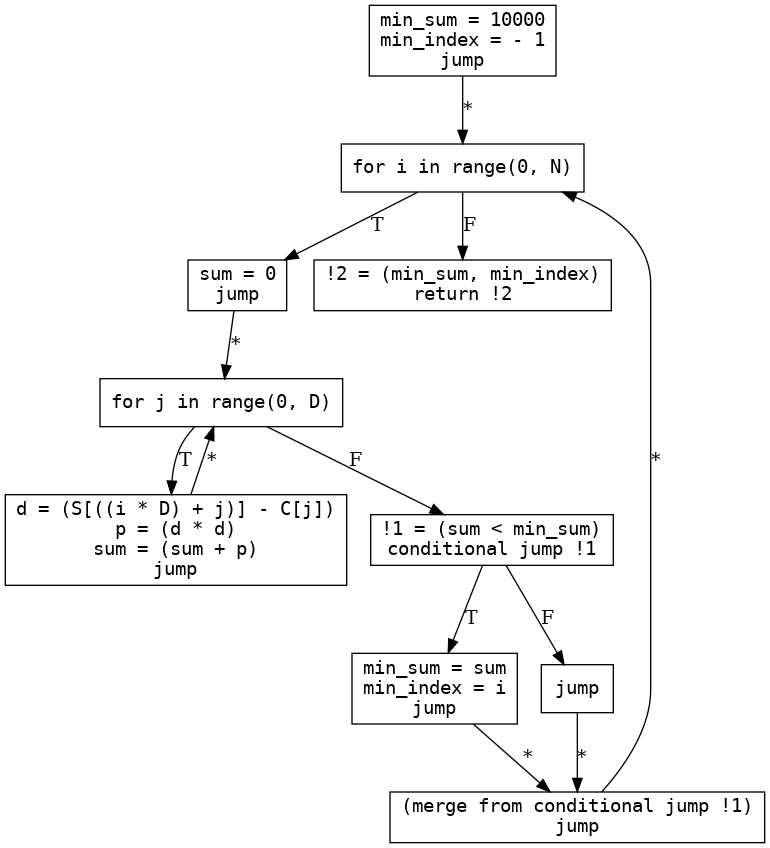 min_sum = 10000
min_index = - 1
jump
*
for i in range(0, N)
T
F
sum = 0
jump
!2 = (min_sum, min_index)
return !2
*
for j in range(0, D)
T
*
F
*
d = (S[((i * D) + j)] - C[j])
p = (d * d)
sum = (sum + p)
jump
!1 = (sum < min_sum)
conditional jump !1
T
F
min_sum = sum
min_index = i
jump
jump
*
*
(merge from conditional jump !1)
jump